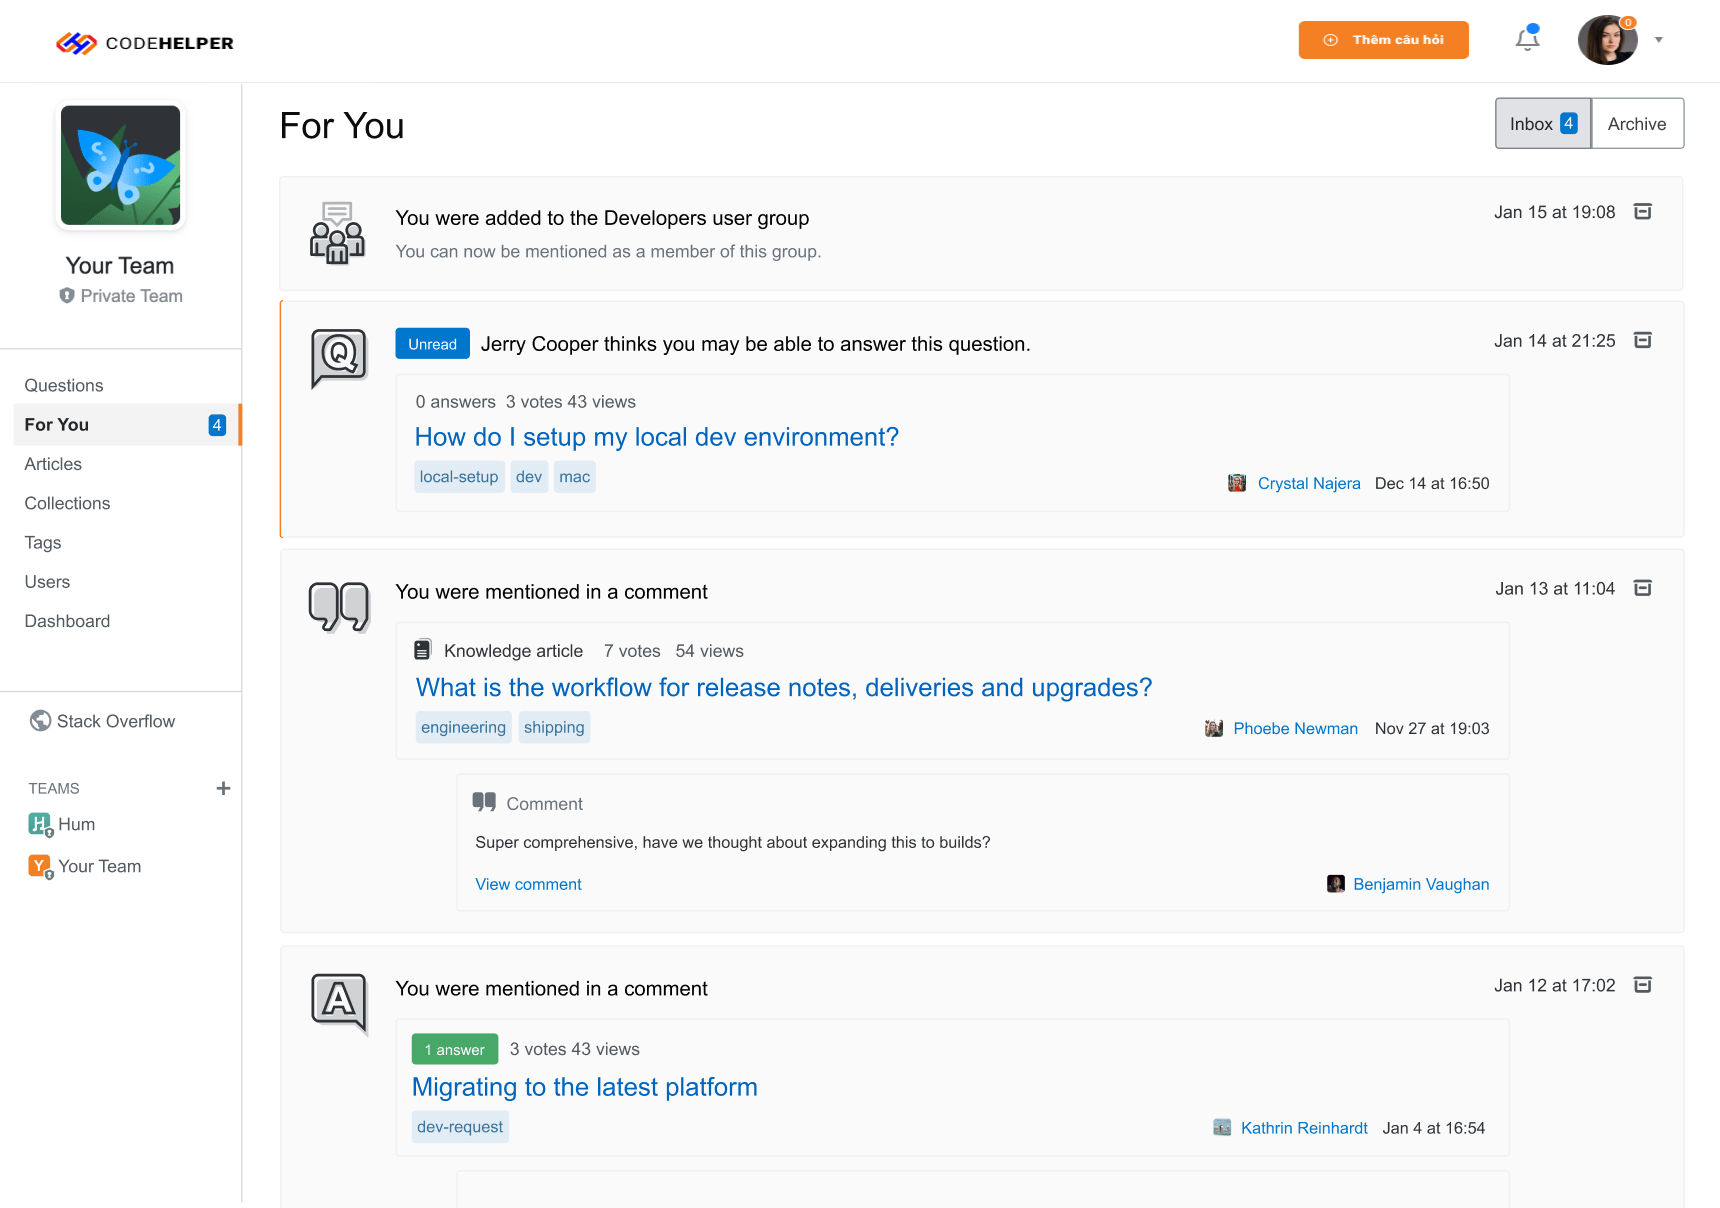 CODEHELPER
Thêm câu hỏi
0
Your Team
Private Team
Questions
For You 4
Articles
Collections
Tags
Users
Dashboard
Stack Overflow
TEAMS +
H Hum
Y Your Team
For You
Inbox 4 Archive
You were added to the Developers user group
Jan 15 at 19:08
You can now be mentioned as a member of this group.
Q
Unread Jerry Cooper thinks you may be able to answer this question.
Jan 14 at 21:25
0 answers 3 votes 43 views
How do I setup my local dev environment?
local-setup dev mac
Crystal Najera Dec 14 at 16:50
You were mentioned in a comment
Jan 13 at 11:04
Knowledge article 7 votes 54 views
What is the workflow for release notes, deliveries and upgrades?
engineering shipping
Phoebe Newman Nov 27 at 19:03
Comment
Super comprehensive, have we thought about expanding this to builds?
View comment
Benjamin Vaughan
A
You were mentioned in a comment
Jan 12 at 17:02
1 answer 3 votes 43 views
Migrating to the latest platform
dev-request
Kathrin Reinhardt Jan 4 at 16:54